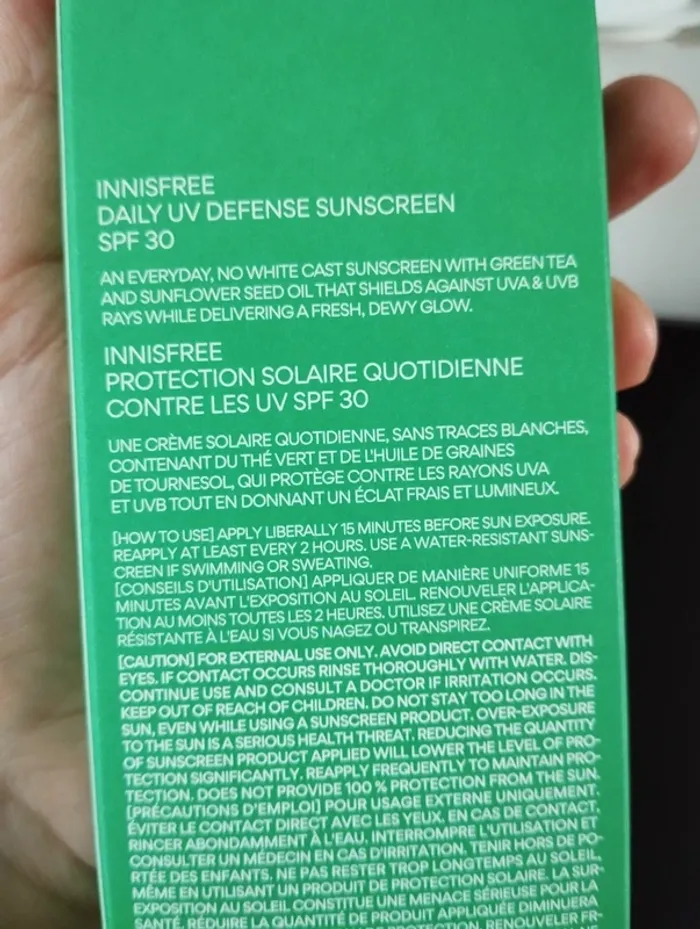 INNISFREE
DAILY UV DEFENSE SUNSCREEN
SPF 30
AN EVERYDAY, NO WHITE CAST SUNSCREEN WITH GREEN TEA
AND SUNFLOWER SEED OIL THAT SHIELDS AGAINST UVA & UVB
RAYS WHILE DELIVERING A FRESH, DEWY GLOW.
INNISFREE
PROTECTION SOLAIRE QUOTIDIENNE
CONTRE LES UV SPF 30
UNE CRÈME SOLAIRE QUOTIDIENNE, SANS TRACES BLANCHES,
CONTENANT DU THÉ VERT ET DE L'HUILE DE GRAINES
DE TOURNESOL, QUI PROTÈGE CONTRE LES RAYONS UVA
ET UVB TOUT EN DONNANT UN ÉCLAT FRAIS ET LUMINEUX.
[HOW TO USE] APPLY LIBERALLY 15 MINUTES BEFORE SUN EXPOSURE.
REAPPLY AT LEAST EVERY 2 HOURS. USE A WATER-RESISTANT SUNS-
CREEN IF SWIMMING OR SWEATING.
[CONSEILS D'UTILISATION] APPLIQUER DE MANIÈRE UNIFORME 15
MINUTES AVANT L'EXPOSITION AU SOLEIL. RENOUVELER L'APPLICA-
TION AU MOINS TOUTES LES 2 HEURES. UTILISEZ UNE CRÈME SOLAIRE
RÉSISTANTE À L'EAU SI VOUS NAGEZ OU TRANSPIREZ.
[CAUTION] FOR EXTERNAL USE ONLY. AVOID DIRECT CONTACT WITH
EYES. IF CONTACT OCCURS RINSE THOROUGHLY WITH WATER. DIS-
CONTINUE USE AND CONSULT A DOCTOR IF IRRITATION OCCURS.
KEEP OUT OF REACH OF CHILDREN. DO NOT STAY TOO LONG IN THE
SUN, EVEN WHILE USING A SUNSCREEN PRODUCT. OVER-EXPOSURE
TO THE SUN IS A SERIOUS HEALTH THREAT. REDUCING THE QUANTITY
OF SUNSCREEN PRODUCT APPLIED WILL LOWER THE LEVEL OF PRO-
TECTION SIGNIFICANTLY. REAPPLY FREQUENTLY TO MAINTAIN PRO-
TECTION. DOES NOT PROVIDE 100 % PROTECTION FROM THE SUN.
[PRÉCAUTIONS D'EMPLOI] POUR USAGE EXTERNE UNIQUEMENT.
ÉVITER LE CONTACT DIRECT AVEC LES YEUX. EN CAS DE CONTACT,
RINCER ABONDAMMENT À L'EAU. INTERROMPRE L'UTILISATION ET
CONSULTER UN MÉDECIN EN CAS D'IRRITATION. TENIR HORS DE PO-
RTÉE DES ENFANTS. NE PAS RESTER TROP LONGTEMPS AU SOLEIL,
MÊME EN UTILISANT UN PRODUIT DE PROTECTION SOLAIRE. LA SUR-
EXPOSITION AU SOLEIL CONSTITUE UNE MENACE SÉRIEUSE POUR LA
SANTÉ. RÉDUIRE LA QUANTITÉ DE PRODUIT APPLIQUÉE DIMINUERA
PROTECTION. RENOUVELER FR-